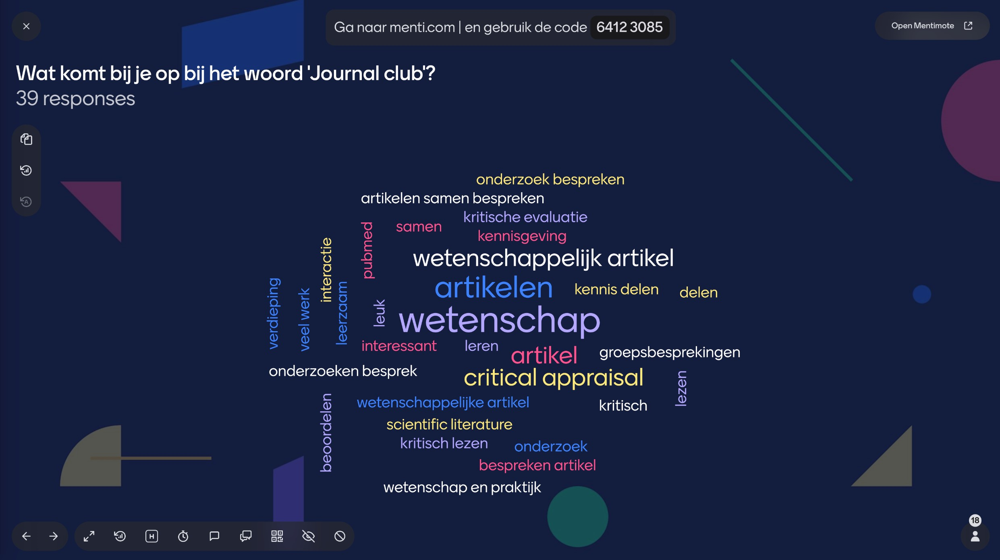 Ga naar menti.com | en gebruik de code 6412 3085
Open Mentimote
Wat komt bij je op bij het woord 'Journal club'?
39 responses
onderzoek bespreken
artikelen samen bespreken
kritische evaluatie
samen
kennisgeving
pubmed
interactie
wetenschappelijk artikel
artikelen
kennis delen
delen
verdieping
veel werk
leerzaam
leuk
wetenschap
interessant
leren
artikel
groepsbesprekingen
onderzoeken besprek
critical appraisal
lezen
beoordelen
wetenschappelijke artikel
kritisch
scientific literature
kritisch lezen
onderzoek
bespreken artikel
wetenschap en praktijk
H
A
18